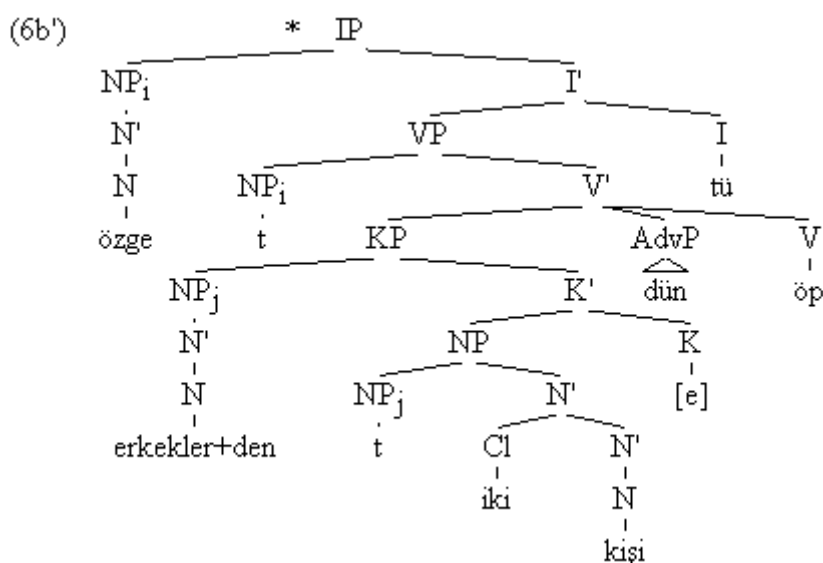 (6b') * IP
NPi I'
N' VP I
N NPi V' tü
özge t KP AdvP V
NPj K' dün öp
N' NP K
N NPj N' [e]
erkekler+den t Cl N'
iki N
kişi